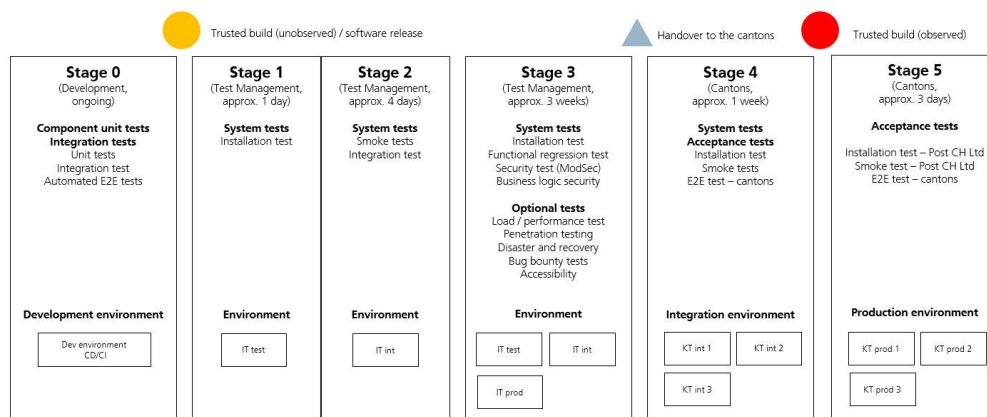 Trusted build (unobserved) / software release
Handover to the cantons
Trusted build (observed)
Stage 0
(Development,
ongoing)
Component unit tests
Integration tests
Unit tests
Integration test
Automated E2E tests
Development environment
Dev environment
CD/CI
Stage 1
(Test Management,
approx. 1 day)
System tests
Installation test
Environment
IT test
Stage 2
(Test Management,
approx. 4 days)
System tests
Smoke tests
Integration test
Environment
IT int
Stage 3
(Test Management,
approx. 3 weeks)
System tests
Installation test
Functional regression test
Security test (ModSec)
Business logic security
Optional tests
Load / performance test
Penetration testing
Disaster and recovery
Bug bounty tests
Accessibility
Environment
IT test
IT int
IT prod
Stage 4
(Cantons,
approx. 1 week)
System tests
Acceptance tests
Installation test
Smoke tests
E2E test – cantons
Integration environment
KT int 1
KT int 2
KT int 3
Stage 5
(Cantons,
approx. 3 days)
Acceptance tests
Installation test – Post CH Ltd
Smoke test – Post CH Ltd
E2E test – cantons
Production environment
KT prod 1
KT prod 2
KT prod 3